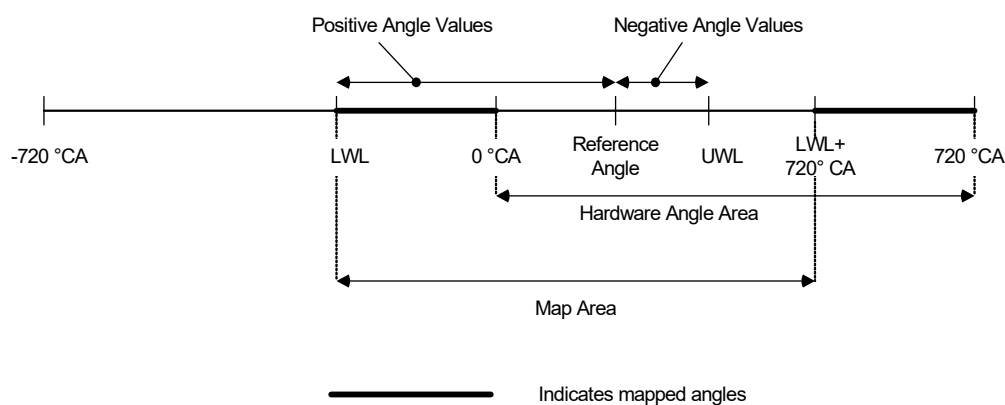 Positive Angle Values
Negative Angle Values
-720 °CA
LWL
0 °CA
Reference
Angle
UWL
LWL+
720° CA
720 °CA
Hardware Angle Area
Map Area
Indicates mapped angles